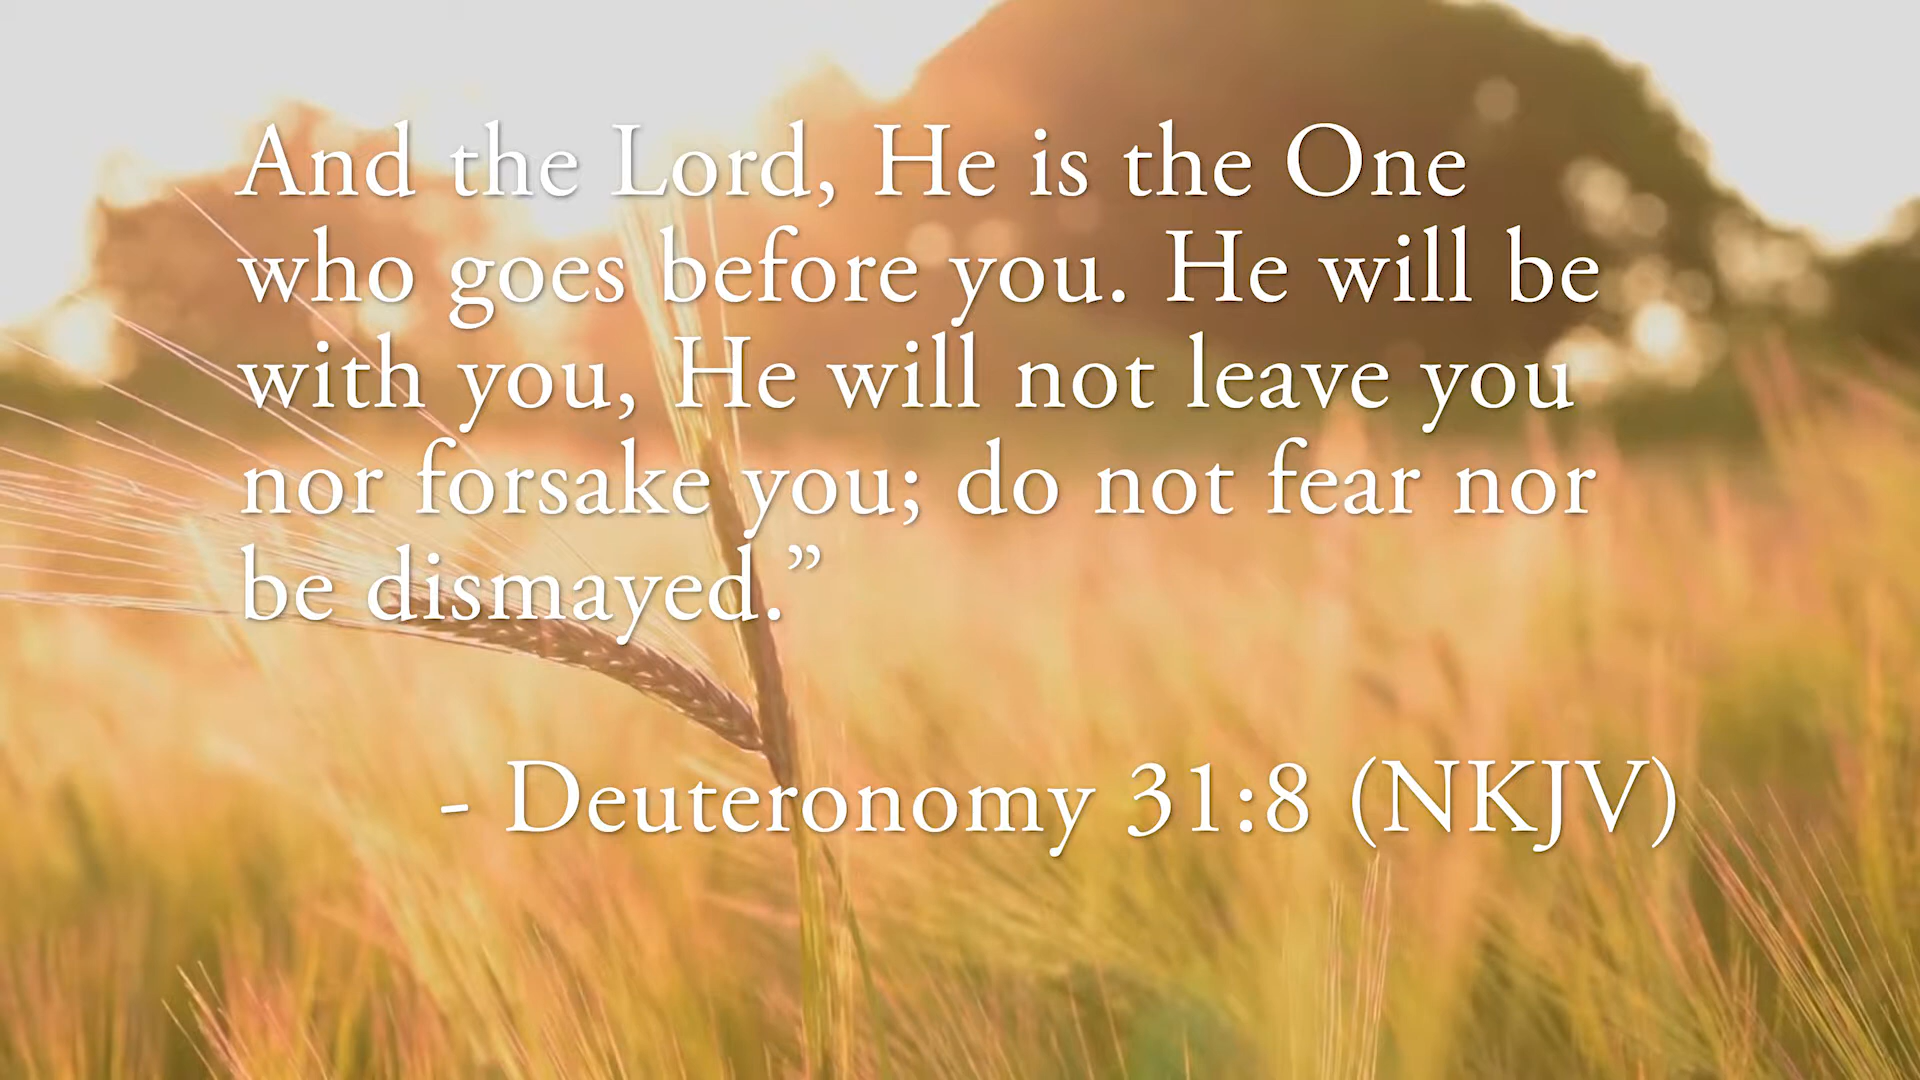 And the Lord, He is the One
who goes before you. He will be
with you, He will not leave you
nor forsake you; do not fear nor
be dismayed.”
- Deuteronomy 31:8 (NKJV)